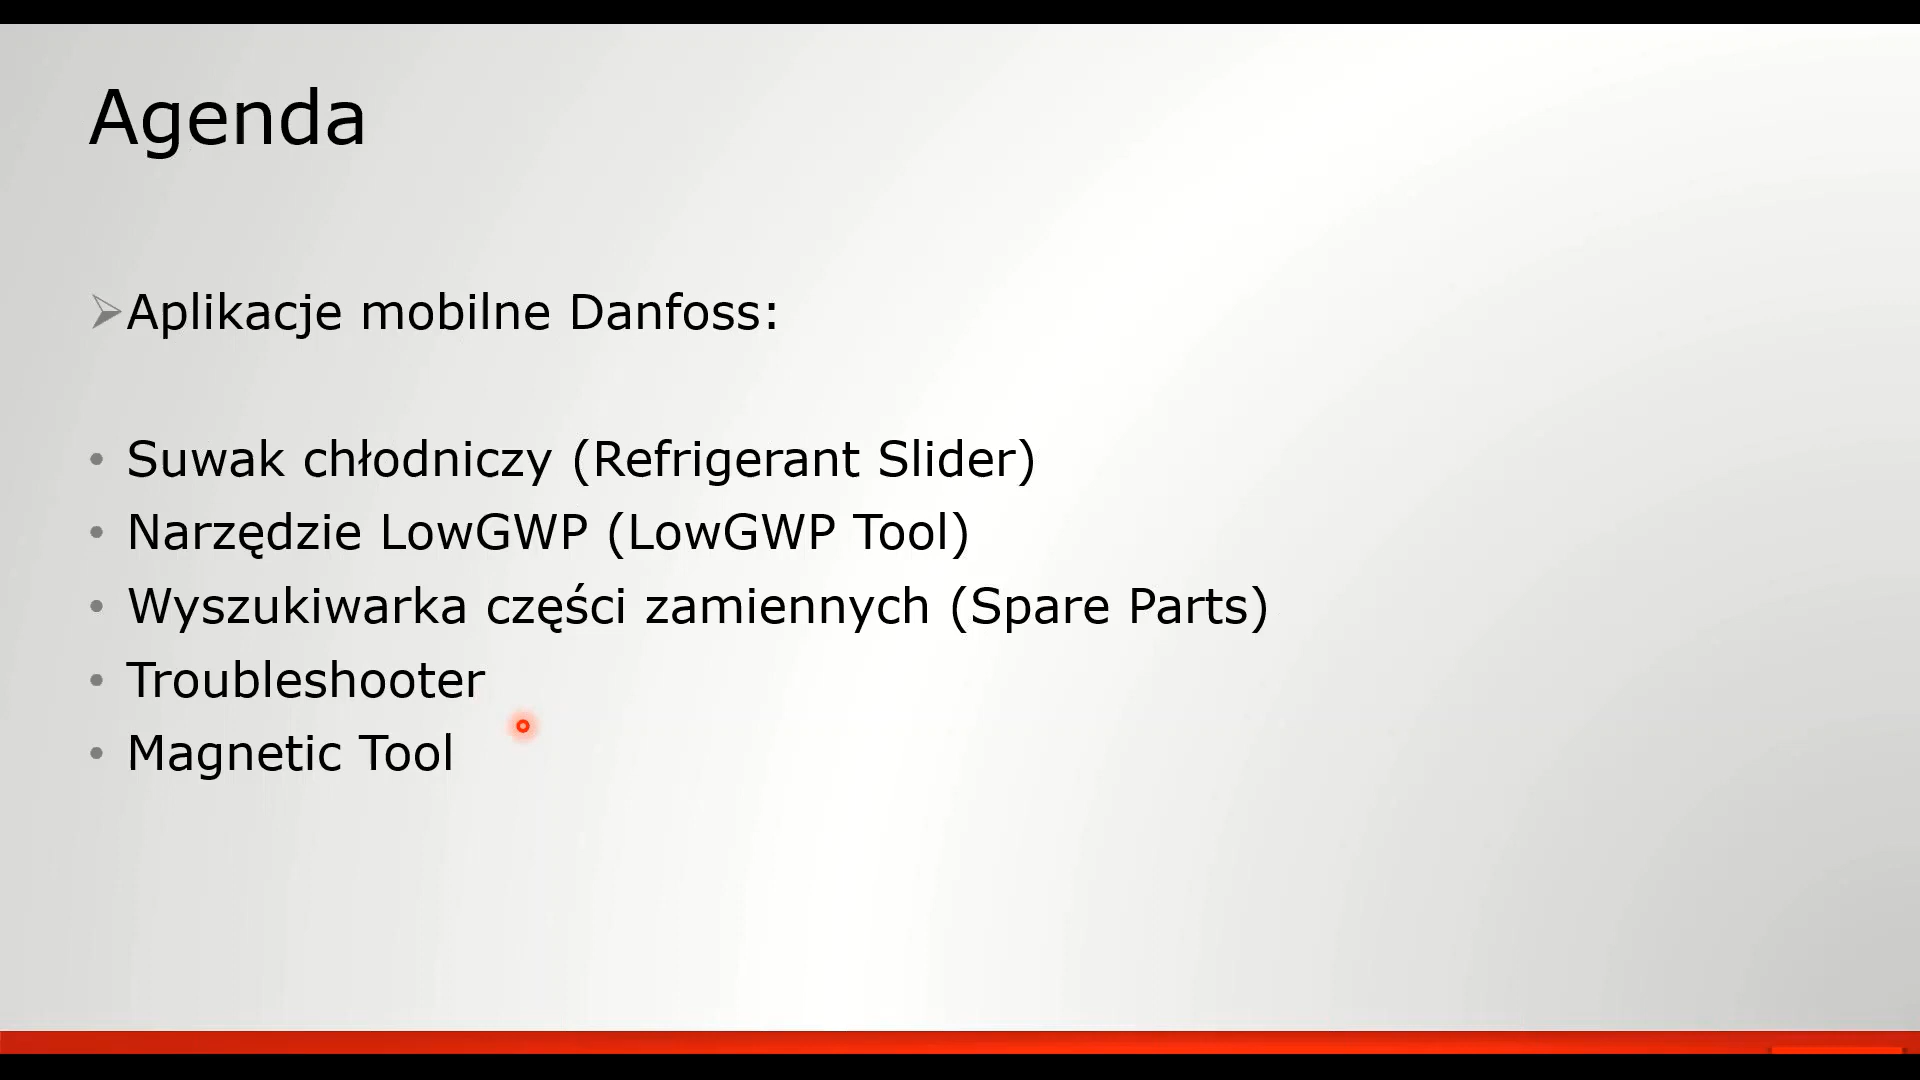 Agenda
Aplikacje mobilne Danfoss:
Suwak chłodniczy (Refrigerant Slider)
Narzędzie LowGWP (LowGWP Tool)
Wyszukiwarka części zamiennych (Spare Parts)
Troubleshooter
Magnetic Tool